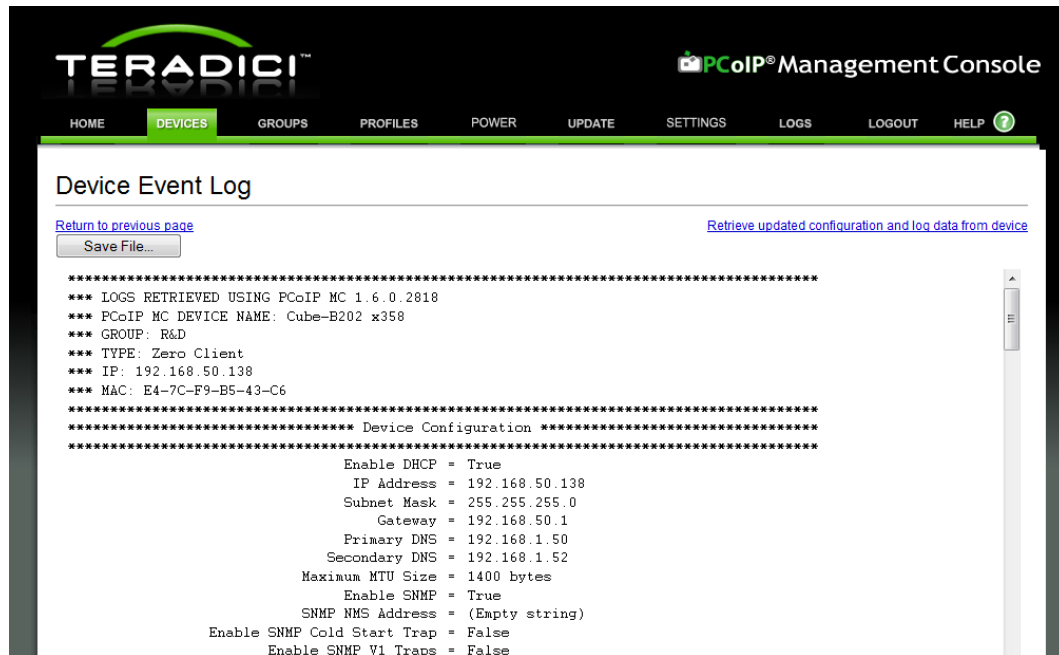 TERADICI™
PCoIP® Management Console
HOME DEVICES GROUPS PROFILES POWER UPDATE SETTINGS LOGS LOGOUT HELP ?
Device Event Log
Return to previous page Retrieve updated configuration and log data from device
Save File...
******************************************************************************************
*** LOGS RETRIEVED USING PCoIP MC 1.6.0.2818
*** PCoIP MC DEVICE NAME: Cube-B202 x358
*** GROUP: R&D
*** TYPE: Zero Client
*** IP: 192.168.50.138
*** MAC: E4-7C-F9-B5-43-C6
******************************************************************************************
********************************** Device Configuration **********************************
******************************************************************************************
Enable DHCP = True
IP Address = 192.168.50.138
Subnet Mask = 255.255.255.0
Gateway = 192.168.50.1
Primary DNS = 192.168.1.50
Secondary DNS = 192.168.1.52
Maximum MTU Size = 1400 bytes
Enable SNMP = True
SNMP NMS Address = (Empty string)
Enable SNMP Cold Start Trap = False
Enable SNMP V1 Traps = False